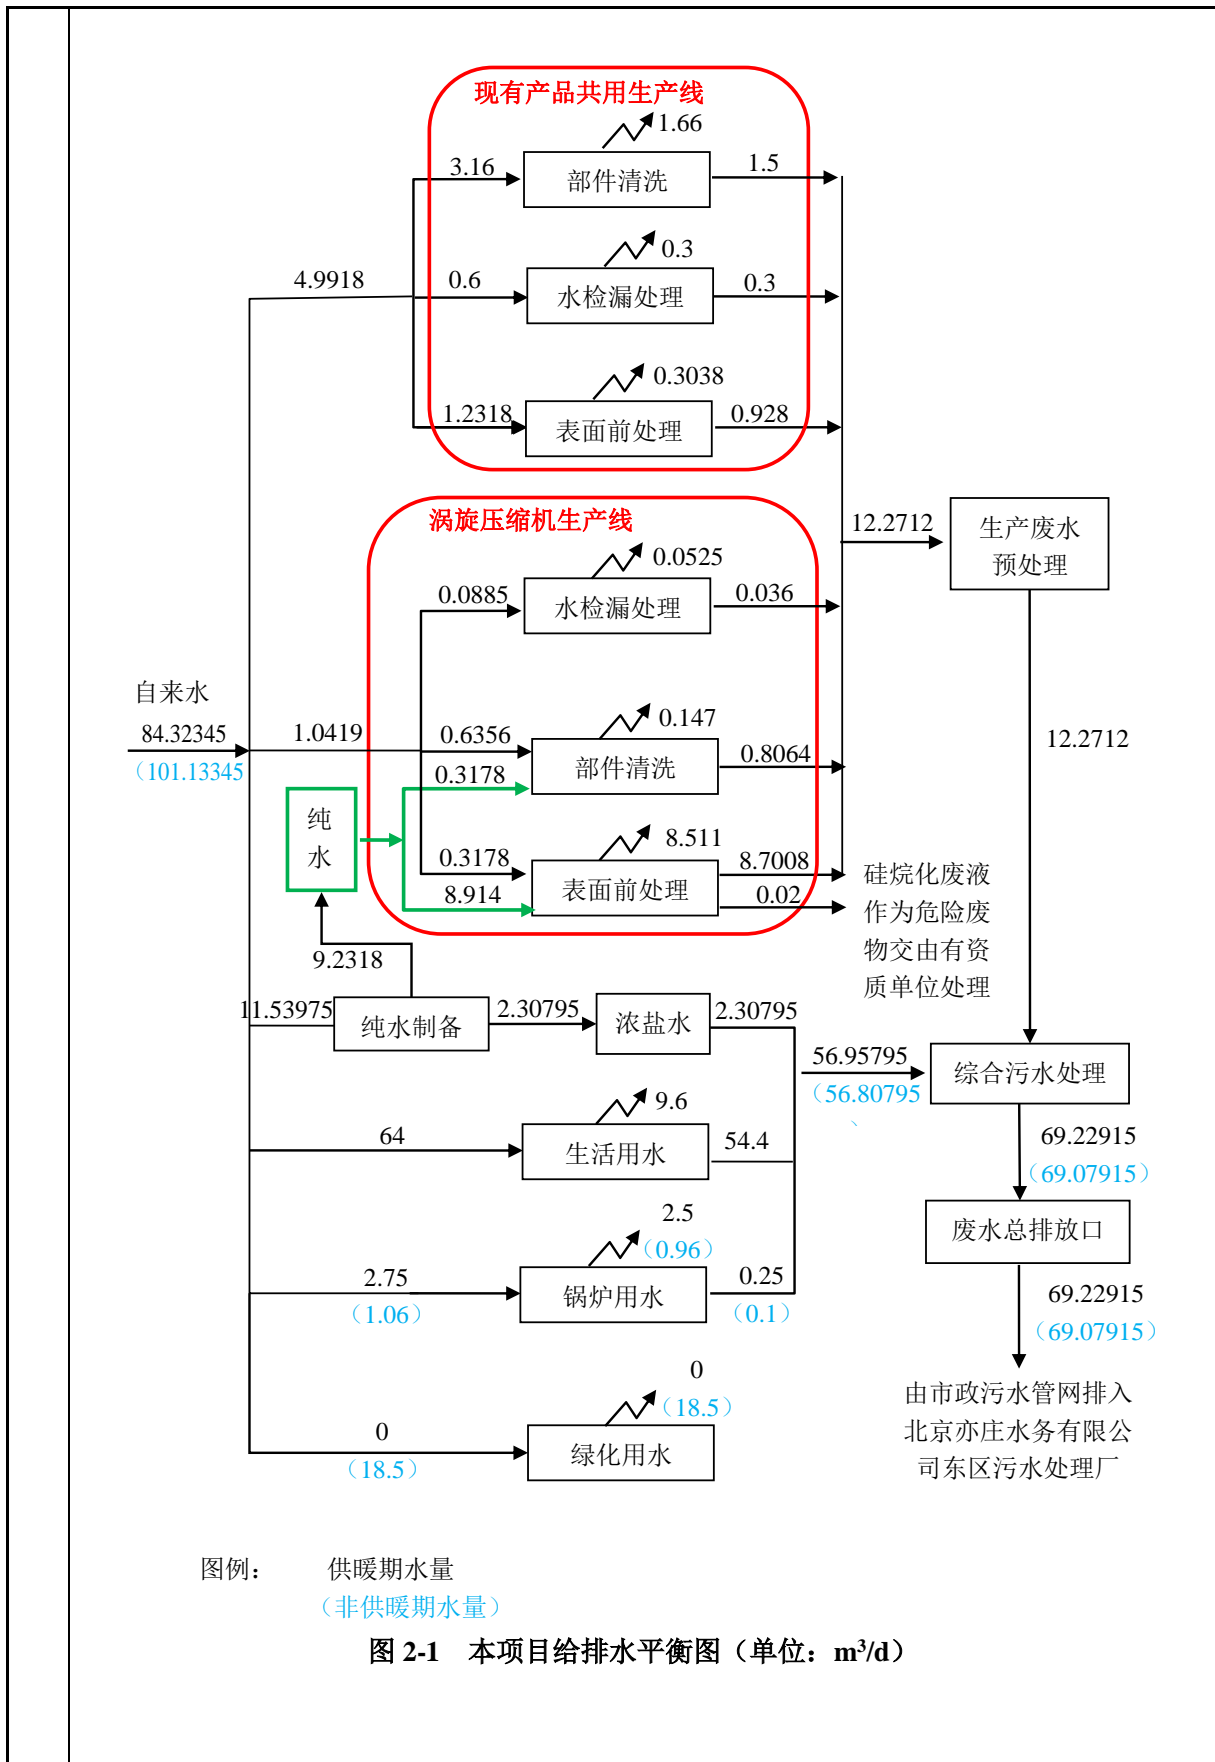 现有产品共用生产线
1.66
3.16
部件清洗
1.5
0.3
4.9918
0.6
水检漏处理
0.3
0.3038
1.2318
表面前处理
0.928
涡旋压缩机生产线
12.2712
生产废水
预处理
0.0525
0.0885
水检漏处理
0.036
自来水
84.32345
（101.13345
1.0419
0.147
0.6356
部件清洗
0.8064
0.3178
12.2712
纯
水
8.511
0.3178
表面前处理
8.7008
8.914
0.02
硅烷化废液
作为危险废
物交由有资
质单位处理
9.2318
11.53975
纯水制备
2.30795
浓盐水
2.30795
56.95795
（56.80795
综合污水处理
9.6
64
生活用水
54.4
69.22915
（69.07915）
2.5
（0.96）
废水总排放口
2.75
（1.06）
锅炉用水
0.25
（0.1）
69.22915
（69.07915）
0
（18.5）
0
（18.5）
绿化用水
由市政污水管网排入
北京亦庄水务有限公
司东区污水处理厂
图例： 供暖期水量
（非供暖期水量）
图 2-1 本项目给排水平衡图（单位：m³/d）